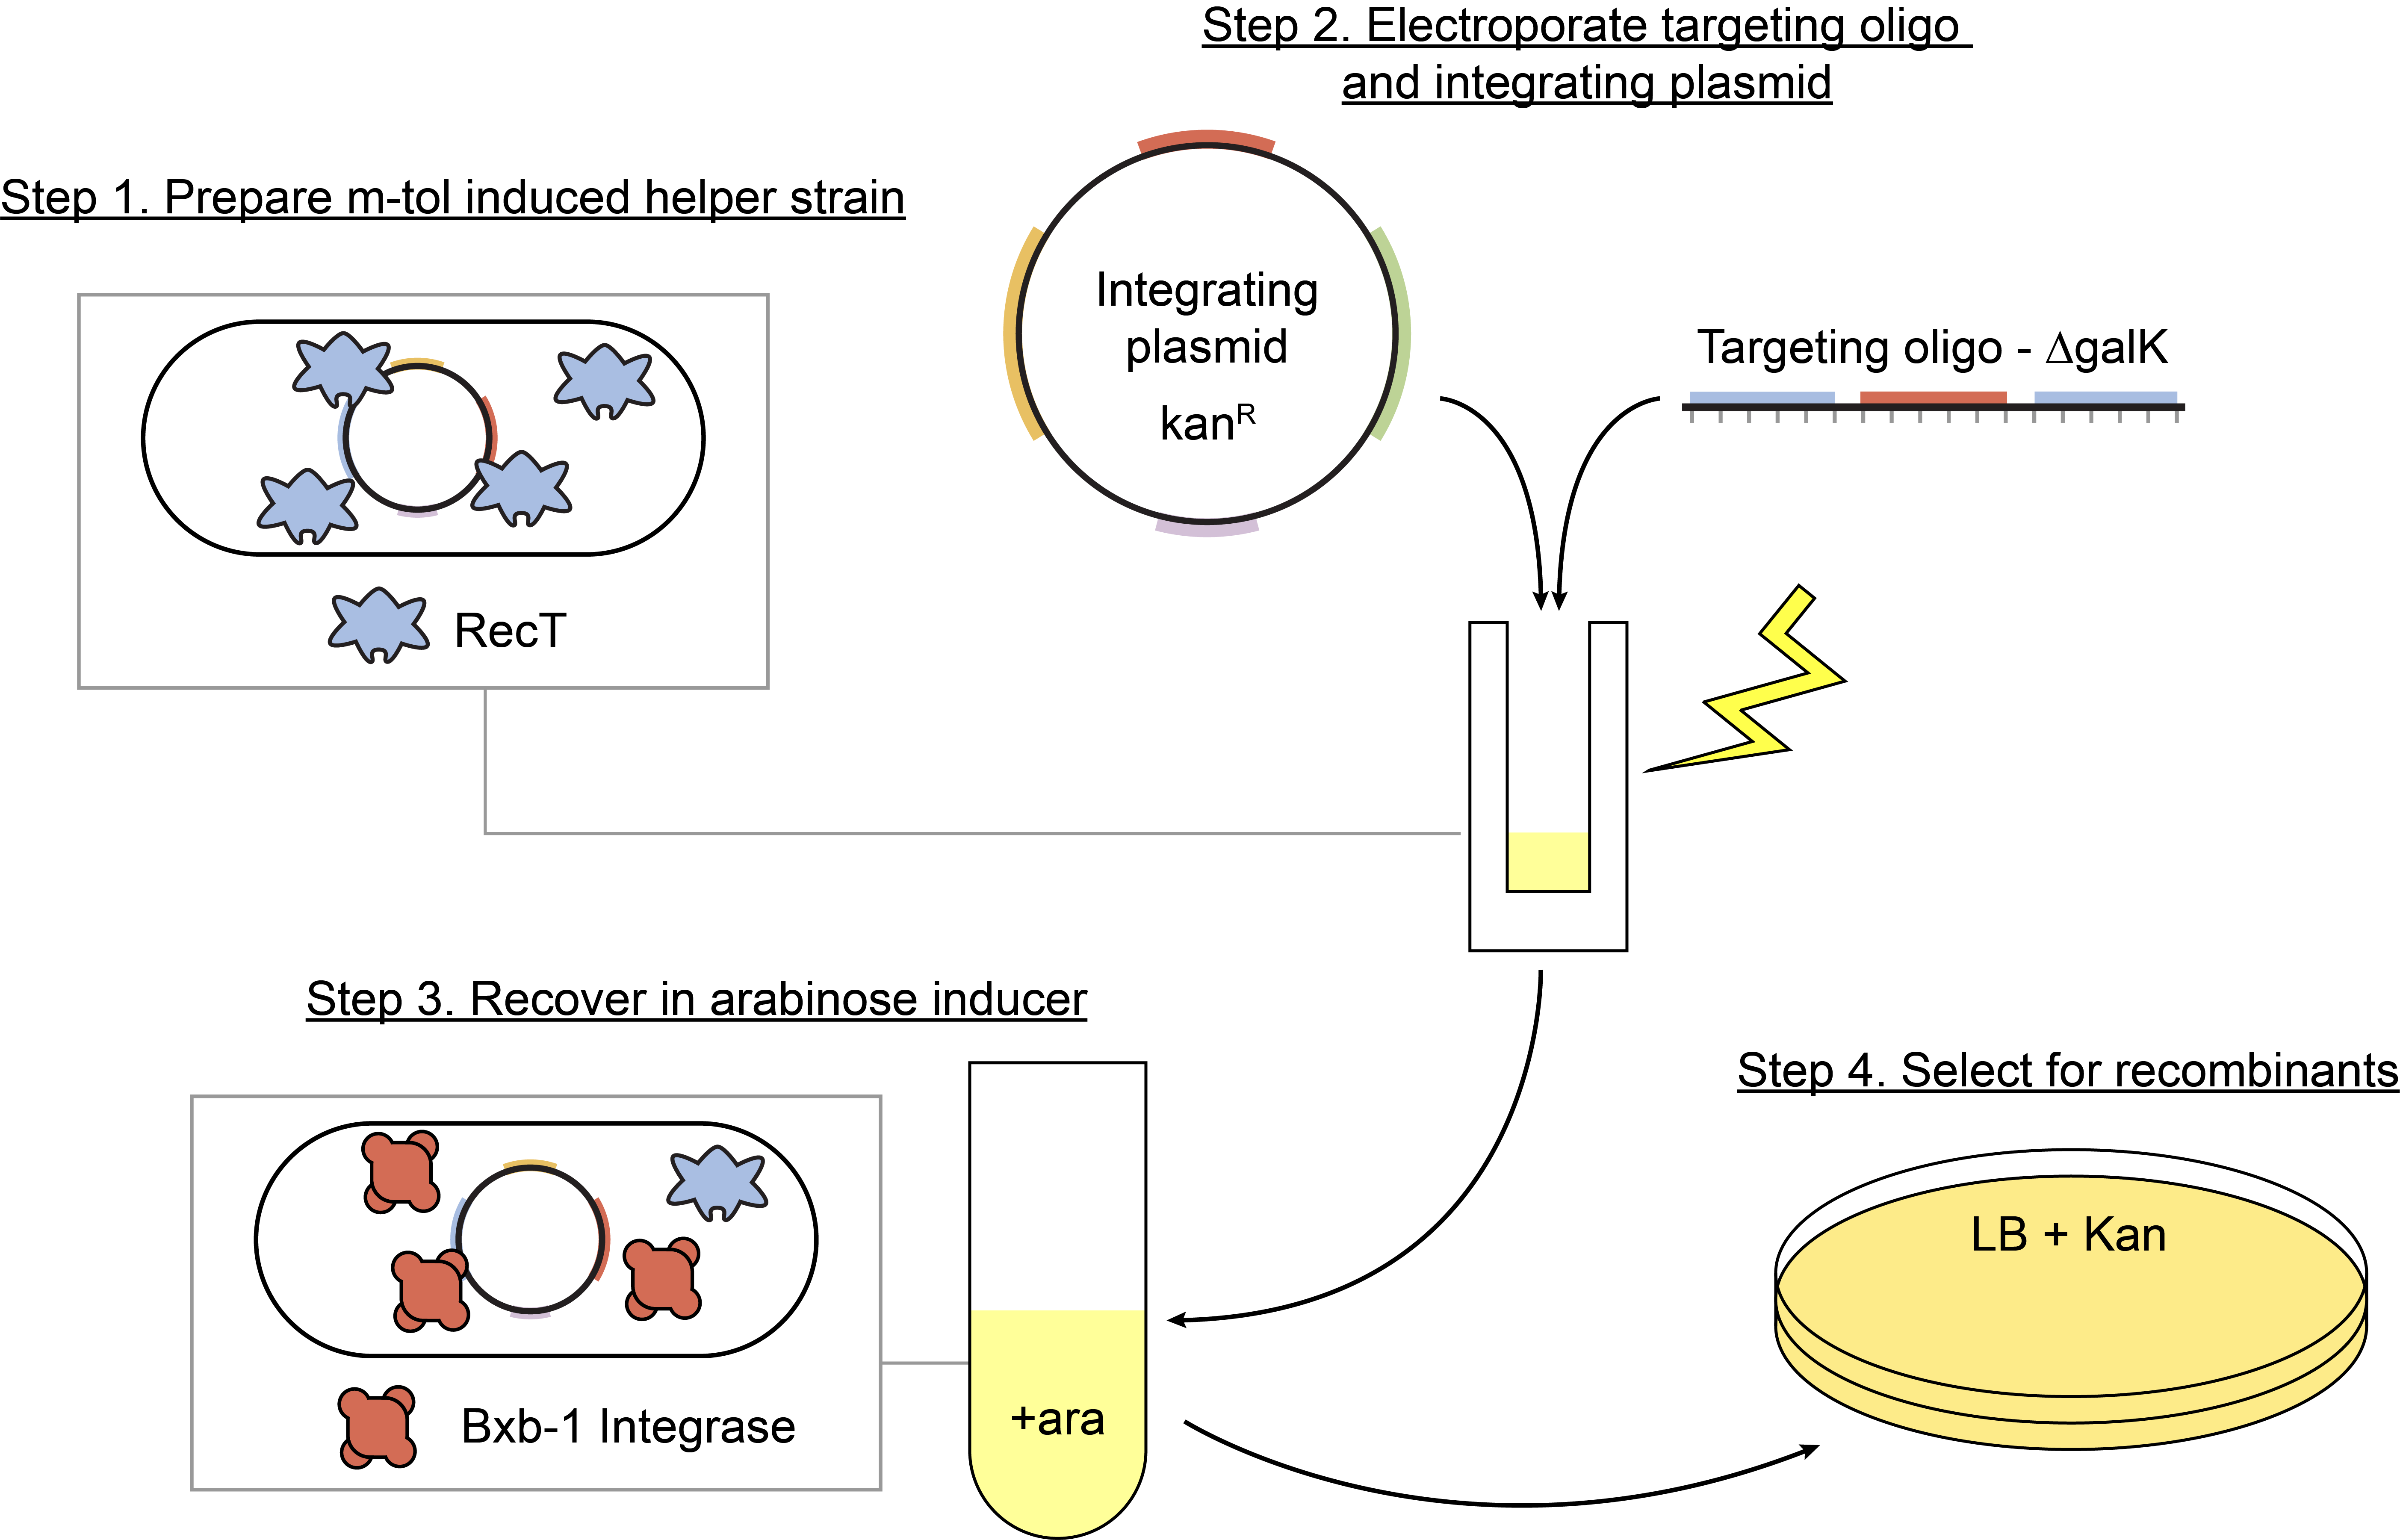 Step 1. Prepare m-tol induced helper strain
RecT
Step 2. Electroporate targeting oligo
and integrating plasmid
Integrating
plasmid
kanᴿ
Targeting oligo - ΔgalK
Step 3. Recover in arabinose inducer
Bxb-1 Integrase
+ara
Step 4. Select for recombinants
LB + Kan